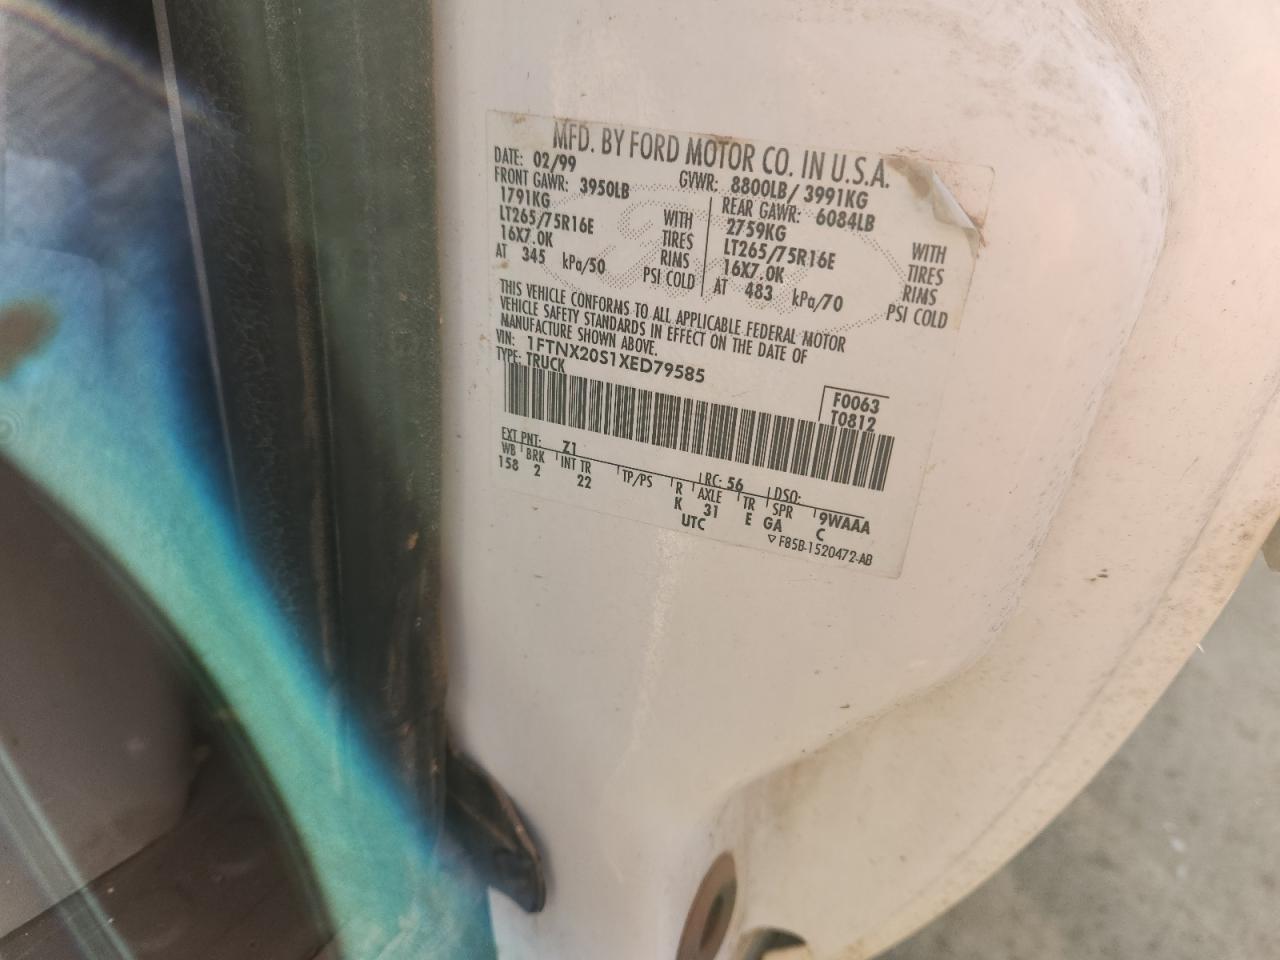 MFD. BY FORD MOTOR CO. IN U.S.A.
DATE: 02/99 GVWR: 8800LB/ 3991KG
FRONT GAWR: 3950LB REAR GAWR: 6084LB
1791KG WITH 2759KG WITH
LT265/75R16E TIRES LT265/75R16E TIRES
16X7.0K RIMS 16X7.0K RIMS
AT 345 kPa/50 PSI COLD AT 483 kPa/70 PSI COLD
THIS VEHICLE CONFORMS TO ALL APPLICABLE FEDERAL MOTOR
VEHICLE SAFETY STANDARDS IN EFFECT ON THE DATE OF
MANUFACTURE SHOWN ABOVE.
VIN: 1FTNX20S1XED79585
TYPE: TRUCK
F0063
T0812
EXT PNT: Z1 RC: 56 DSO:
WB BRK INT TR TP/PS R AXLE TR SPR 9WAAA
158 2 22 K 31 E GA C
UTC
▽ F85B-1520472-AB